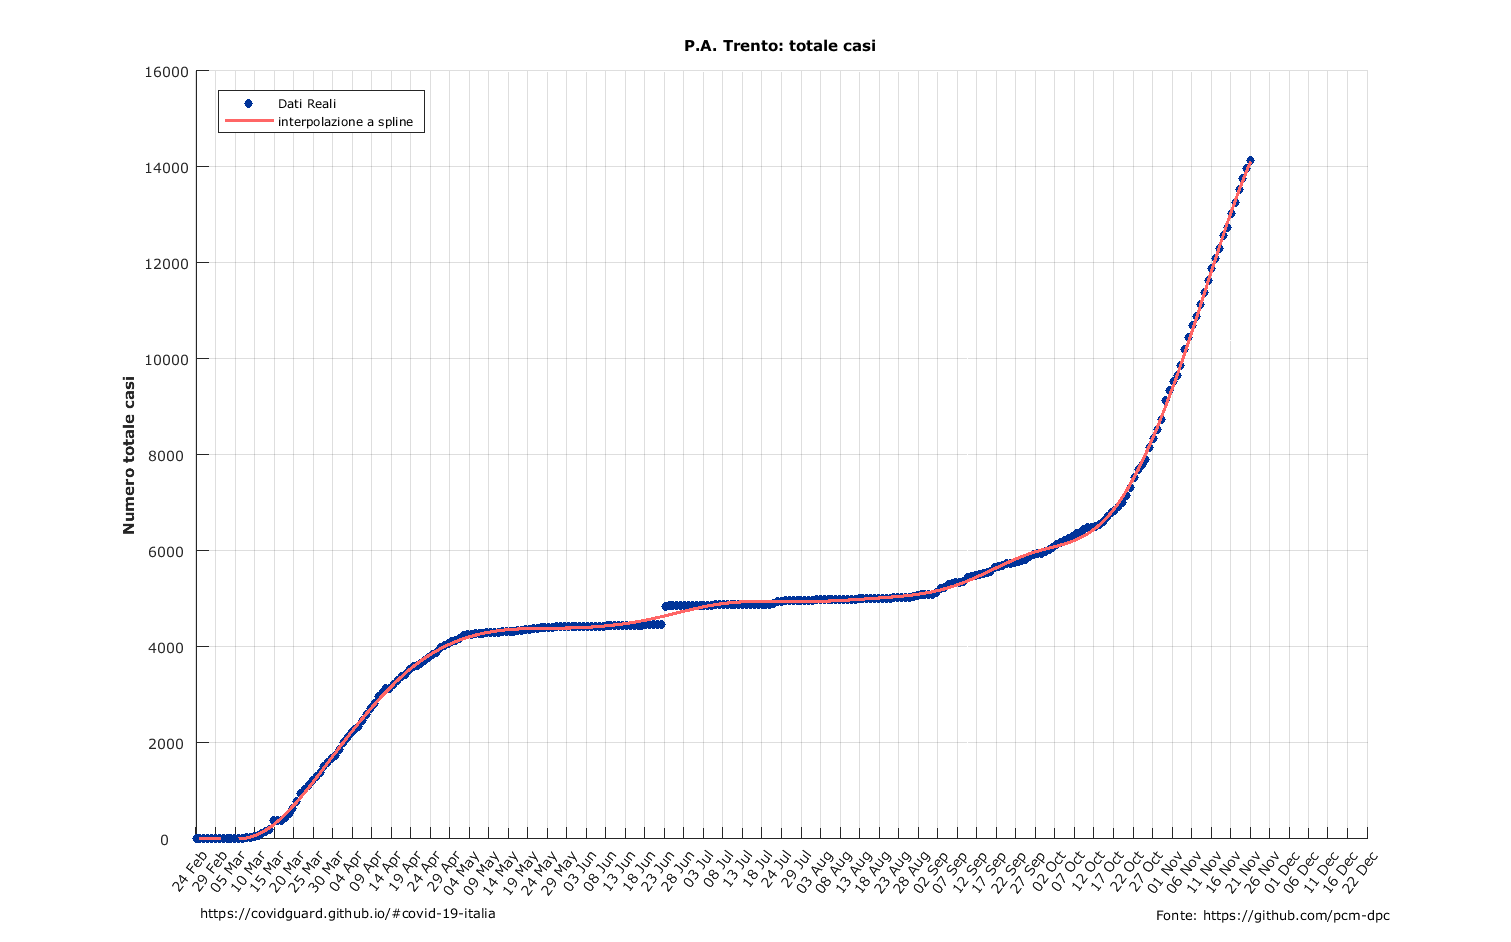 P.A. Trento: totale casi
16000
14000
12000
10000
8000
6000
4000
2000
0
Numero totale casi
Dati Reali
interpolazione a spline
24 Feb
29 Feb
05 Mar
10 Mar
15 Mar
20 Mar
25 Mar
30 Mar
04 Apr
09 Apr
14 Apr
19 Apr
24 Apr
29 Apr
04 May
09 May
14 May
19 May
24 May
29 May
03 Jun
08 Jun
13 Jun
18 Jun
23 Jun
28 Jun
03 Jul
08 Jul
13 Jul
18 Jul
24 Jul
29 Jul
03 Aug
08 Aug
13 Aug
18 Aug
23 Aug
28 Aug
02 Sep
07 Sep
12 Sep
17 Sep
22 Sep
27 Sep
02 Oct
07 Oct
12 Oct
17 Oct
22 Oct
27 Oct
01 Nov
06 Nov
11 Nov
16 Nov
21 Nov
26 Nov
01 Dec
06 Dec
11 Dec
16 Dec
22 Dec
https://covidguard.github.io/#covid-19-italia
Fonte: https://github.com/pcm-dpc